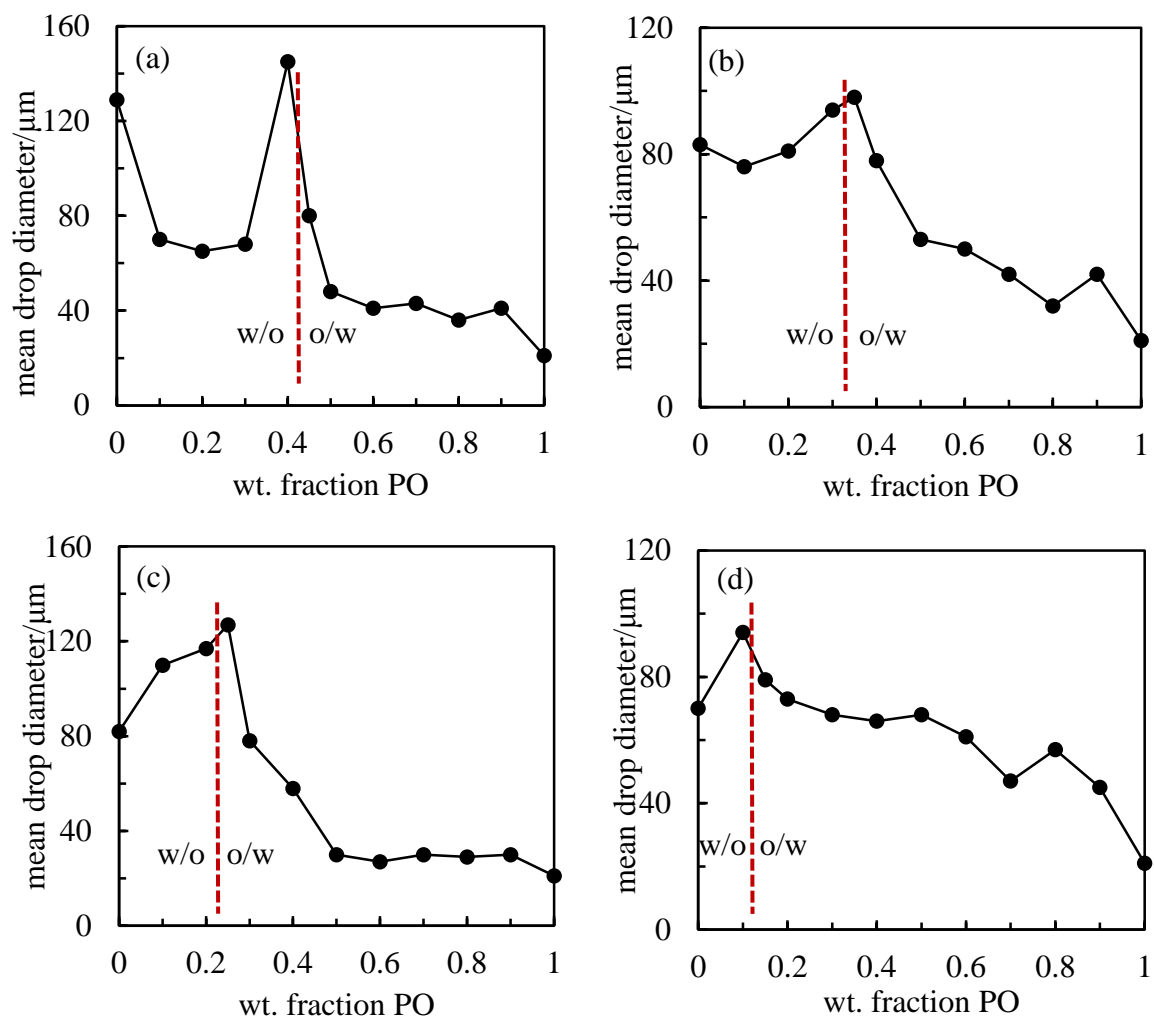 (a)
mean drop diameter/μm
160
120
80
40
0
w/o
o/w
0 0.2 0.4 0.6 0.8 1
wt. fraction PO
(b)
mean drop diameter/μm
120
80
40
0
w/o
o/w
0 0.2 0.4 0.6 0.8 1
wt. fraction PO
(c)
mean drop diameter/μm
160
120
80
40
0
w/o
o/w
0 0.2 0.4 0.6 0.8 1
wt. fraction PO
(d)
mean drop diameter/μm
120
80
40
0
w/o
o/w
0 0.2 0.4 0.6 0.8 1
wt. fraction PO